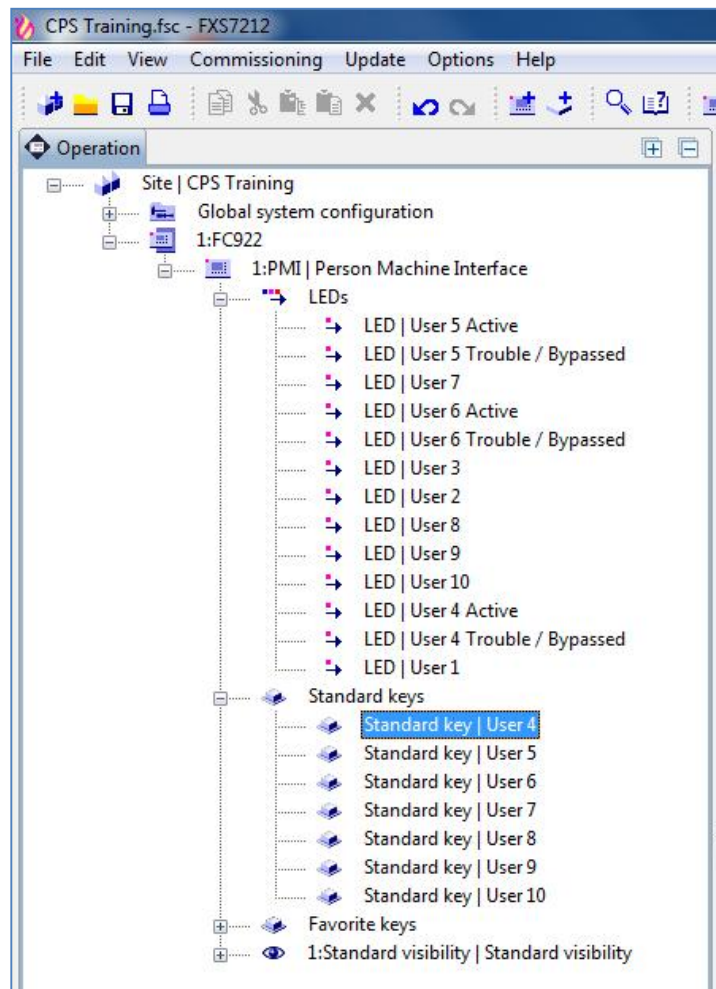 CPS Training.fsc - FXS7212
File Edit View Commissioning Update Options Help
Operation
Site | CPS Training
Global system configuration
1:FC922
1:PMI | Person Machine Interface
LEDs
LED | User 5 Active
LED | User 5 Trouble / Bypassed
LED | User 7
LED | User 6 Active
LED | User 6 Trouble / Bypassed
LED | User 3
LED | User 2
LED | User 8
LED | User 9
LED | User 10
LED | User 4 Active
LED | User 4 Trouble / Bypassed
LED | User 1
Standard keys
Standard key | User 4
Standard key | User 5
Standard key | User 6
Standard key | User 7
Standard key | User 8
Standard key | User 9
Standard key | User 10
Favorite keys
1:Standard visibility | Standard visibility